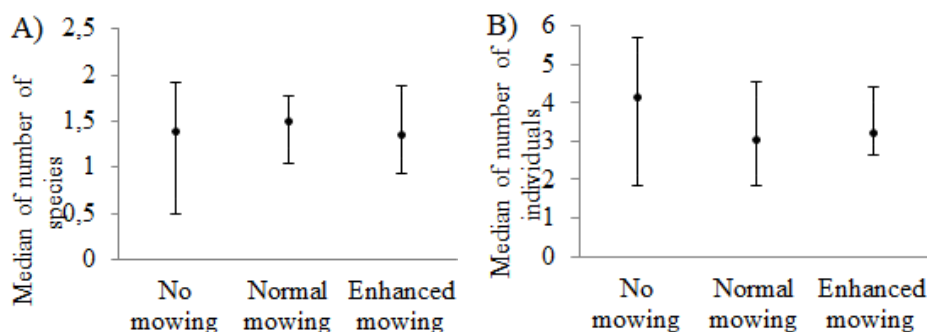 A)
Median of number of
species
2,5
2
1,5
1
0,5
0
No
mowing
Normal
mowing
Enhanced
mowing
B)
Median of number of
individuals
6
5
4
3
2
1
0
No
mowing
Normal
mowing
Enhanced
mowing